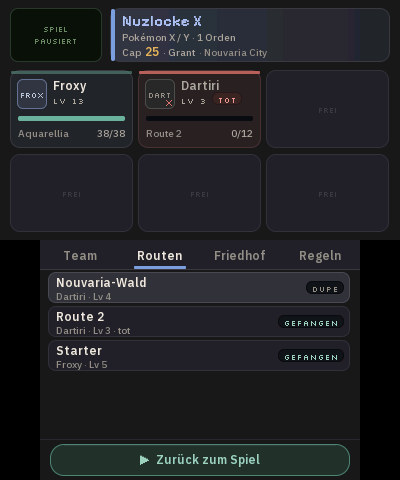 SPIEL
PAUSIERT
Nuzlocke X
Pokémon X/Y · 1 Orden
Cap 25 · Grant · Nouvaria City
FROX
Froxy
LV 13
Aquarellia 38/38
DART
Dartiri
LV 3 TOT
Route 2 0/12
FREI
FREI
FREI
FREI
Team Routen Friedhof Regeln
Nouvaria-Wald
Dartiri · Lv 4
DUPE
Route 2
Dartiri · Lv 3 · tot
GEFANGEN
Starter
Froxy · Lv 5
GEFANGEN
Zurück zum Spiel